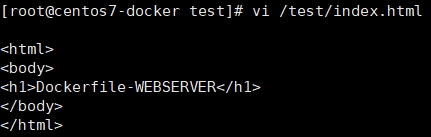 [root@centos7-docker test]# vi /test/index.html
<html>
<body>
<h1>Dockerfile-WEBSERVER</h1>
</body>
</html>